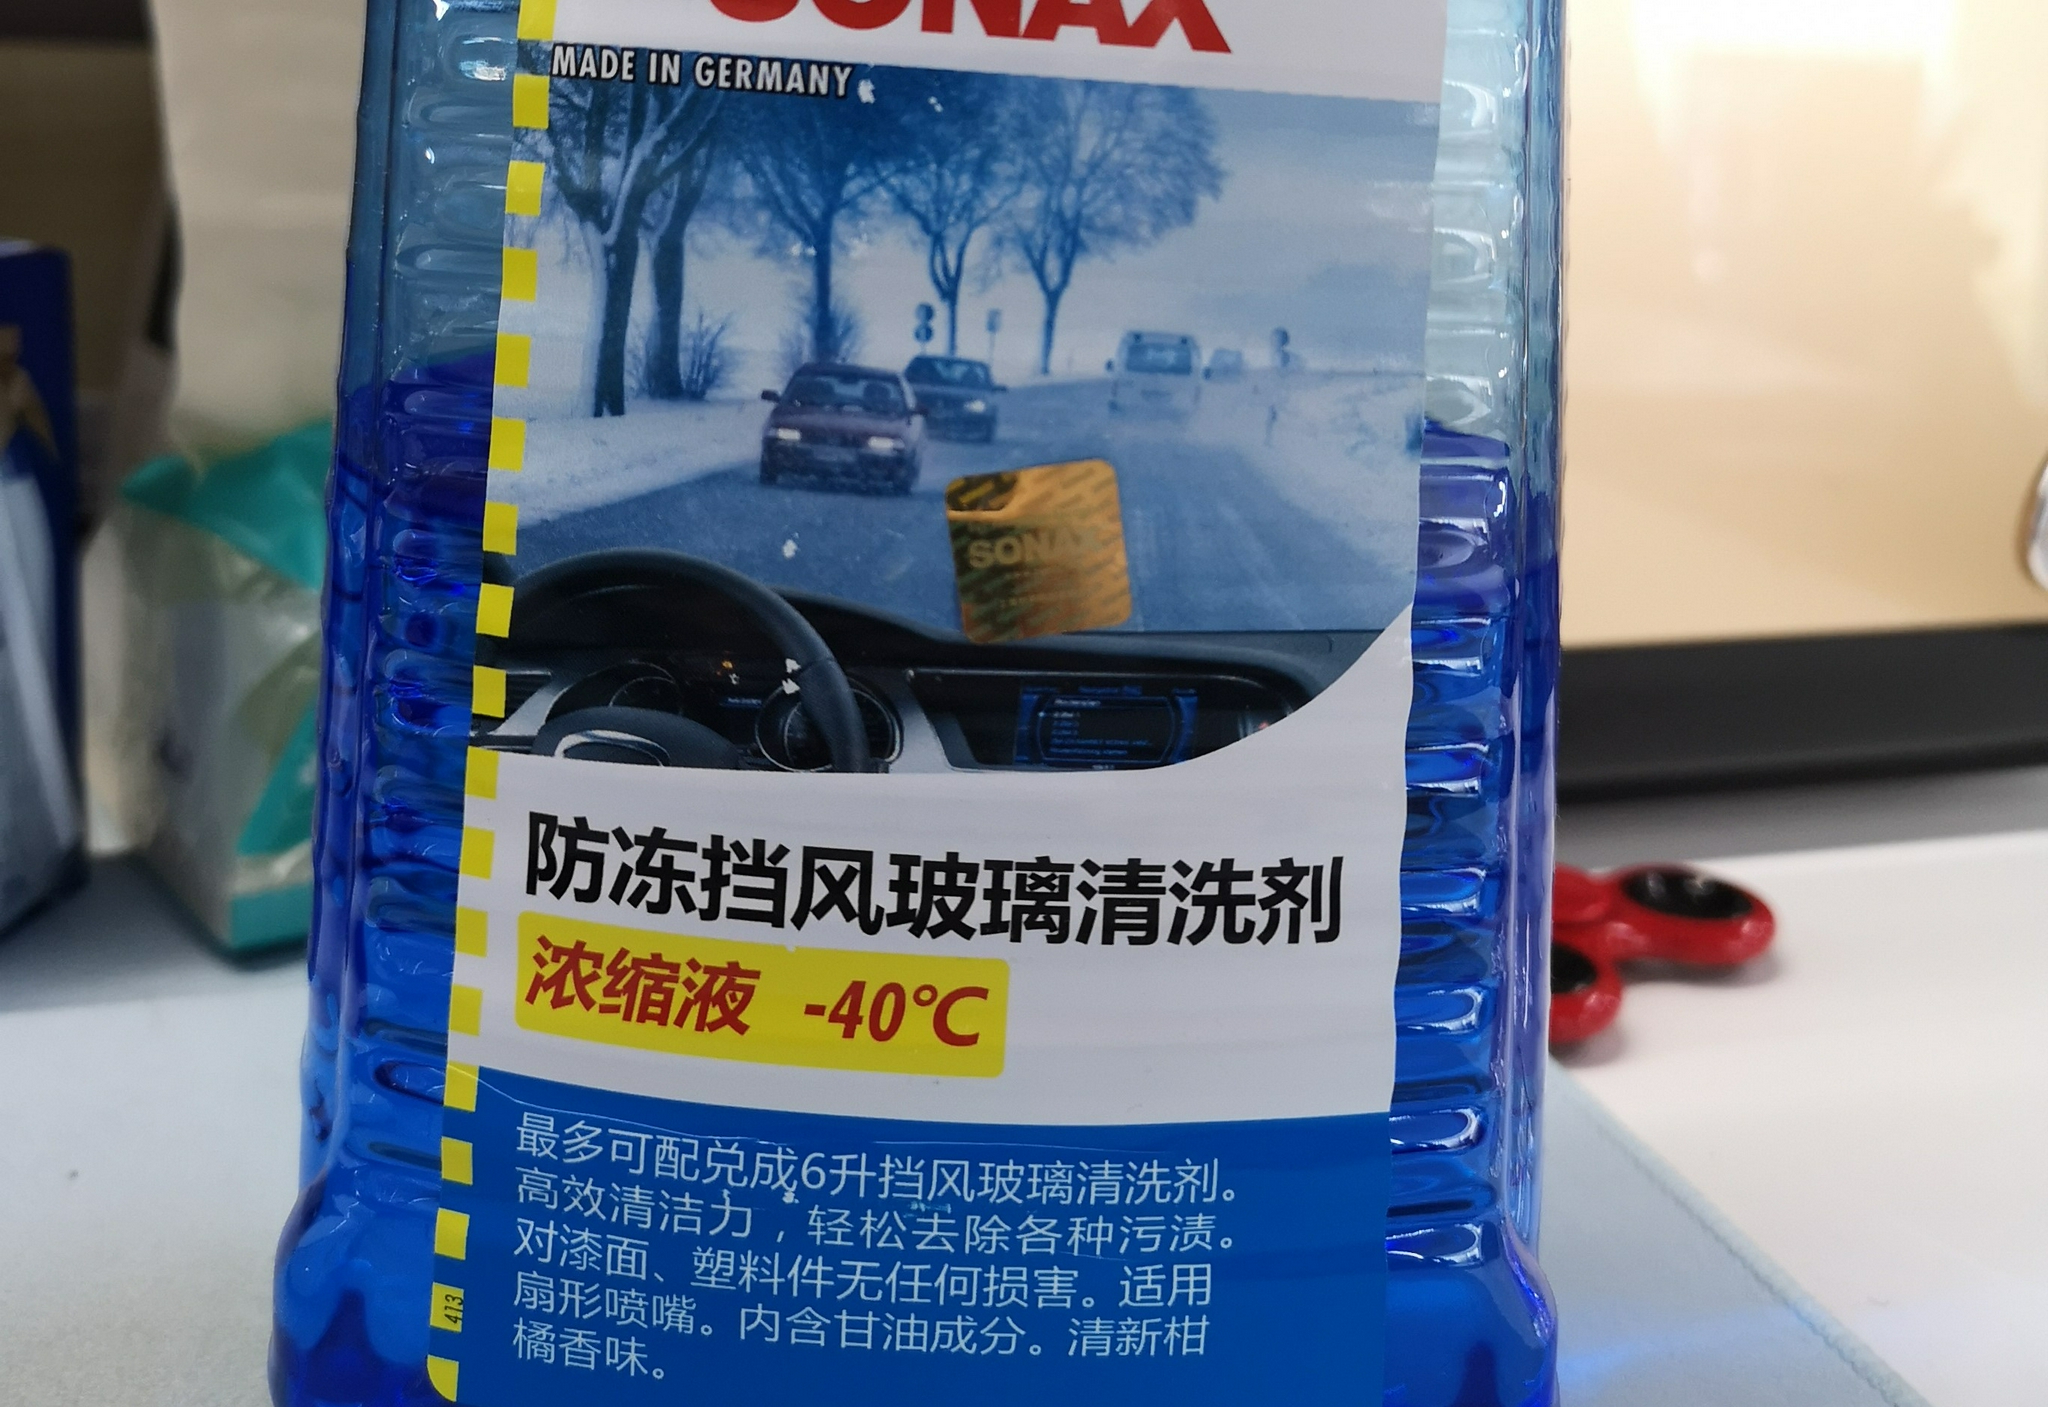 SONAX
MADE IN GERMANY
SONAX
防冻挡风玻璃清洗剂
浓缩液 -40℃
最多可配兑成6升挡风玻璃清洗剂。
高效清洁力，轻松去除各种污渍。
对漆面、塑料件无任何损害。适用
扇形喷嘴。内含甘油成分。清新柑
橘香味。
413